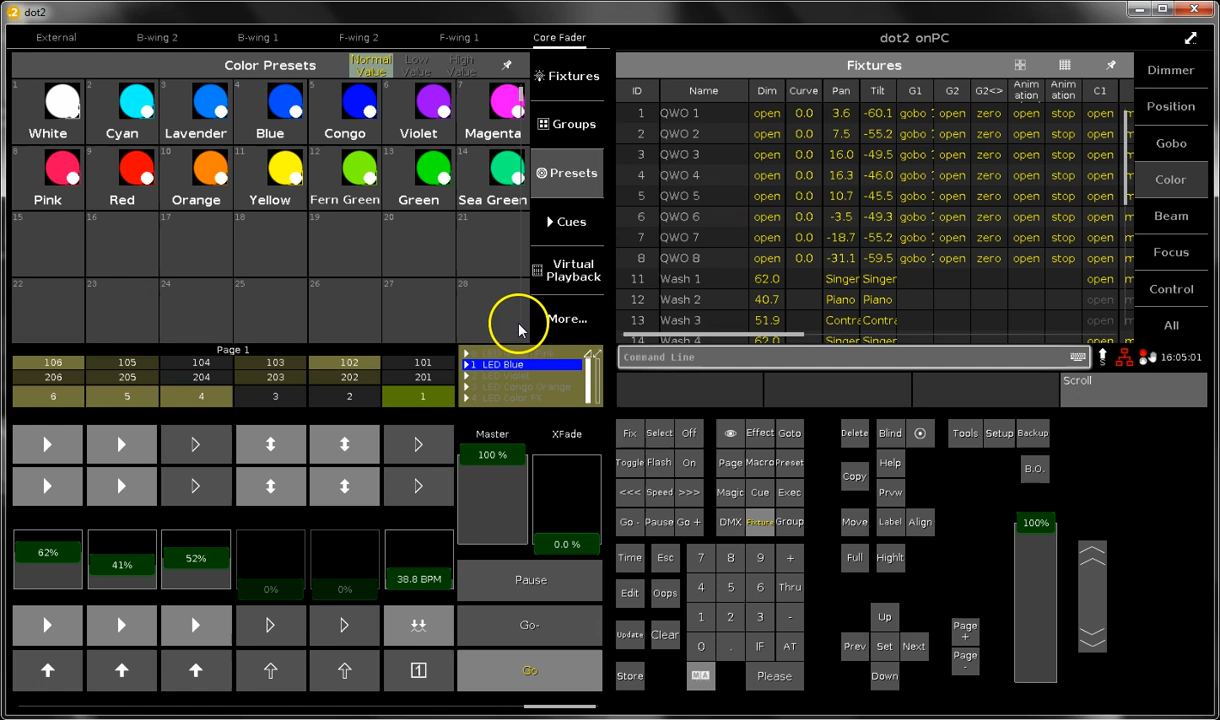 dot2
External B-wing 2 B-wing 1 F-wing 2 F-wing 1 Core Fader
dot2 onPC
Color Presets Normal Value Low Value High Value
1 2 3 4 5 6 7
White Cyan Lavender Blue Congo Violet Magenta
8 9 10 11 12 13 14
Pink Red Orange Yellow Fern Green Green Sea Green
15 16 17 18 19 20 21
22 23 24 25 26 27 28
Fixtures
Groups
Presets
Cues
Virtual Playback
More...
Fixtures
ID Name Dim Curve Pan Tilt G1 G2 G2<> Animation Animation C1
1 QWO 1 open 0.0 3.6 -60.1 gobo 1 open zero open stop open m
2 QWO 2 open 0.0 7.5 -55.2 gobo 1 open zero open stop open m
3 QWO 3 open 0.0 16.0 -49.5 gobo 1 open zero open stop open m
4 QWO 4 open 0.0 16.3 -46.0 gobo 1 open zero open stop open m
5 QWO 5 open 0.0 10.7 -45.5 gobo 1 open zero open stop open m
6 QWO 6 open 0.0 -3.5 -49.3 gobo 1 open zero open stop open m
7 QWO 7 open 0.0 -18.7 -55.2 gobo 1 open zero open stop open m
8 QWO 8 open 0.0 -31.1 -59.5 gobo 1 open zero open stop open m
11 Wash 1 62.0 Singer Singer open m
12 Wash 2 40.7 Piano Piano open m
13 Wash 3 51.9 Contra Contra open m
14 Wash 4
Dimmer
Position
Gobo
Color
Beam
Focus
Control
All
Page 1
106 105 104 103 102 101
206 205 204 203 202 201
6 5 4 3 2 1
1 LED Blue
LED Violet
LED Congo Orange
LED Color FX
Command Line
16:05:01
Scroll
Master XFade
100 %
0.0 %
62% 41% 52% 0% 0% 38.8 BPM
Pause
Go-
Go
1
Fix Select Off Effect Goto Delete Blind Tools Setup Backup
Toggle Flash On Page Macro Preset Copy Help B.O.
<<< Speed >>> Magic Cue Exec Prvw
Go - Pause Go + DMX Fixture Group Move Label Align 100%
Time Esc 7 8 9 + Full Highlt
Edit Oops 4 5 6 Thru
Update Clear 1 2 3 - Up Page +
0 . IF AT Prev Set Next Page -
Store MA Please Down